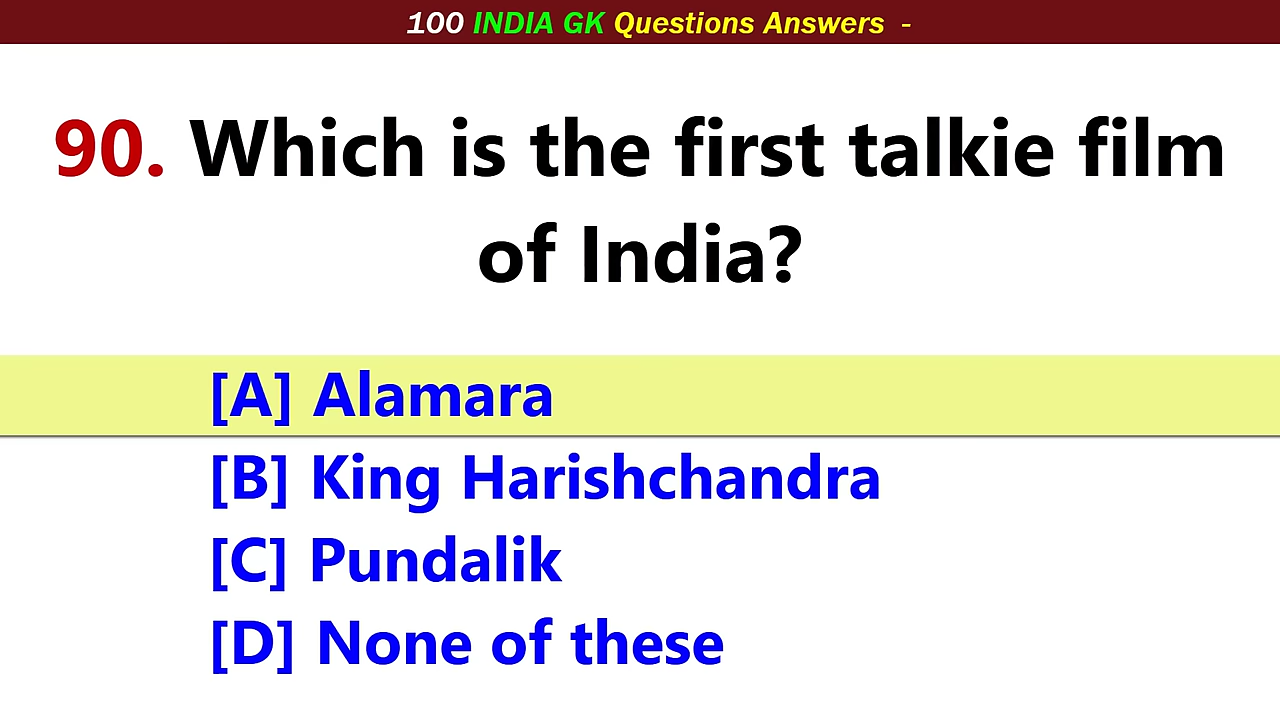 100 INDIA GK Questions Answers -
90. Which is the first talkie film
of India?
[A] Alamara
[B] King Harishchandra
[C] Pundalik
[D] None of these